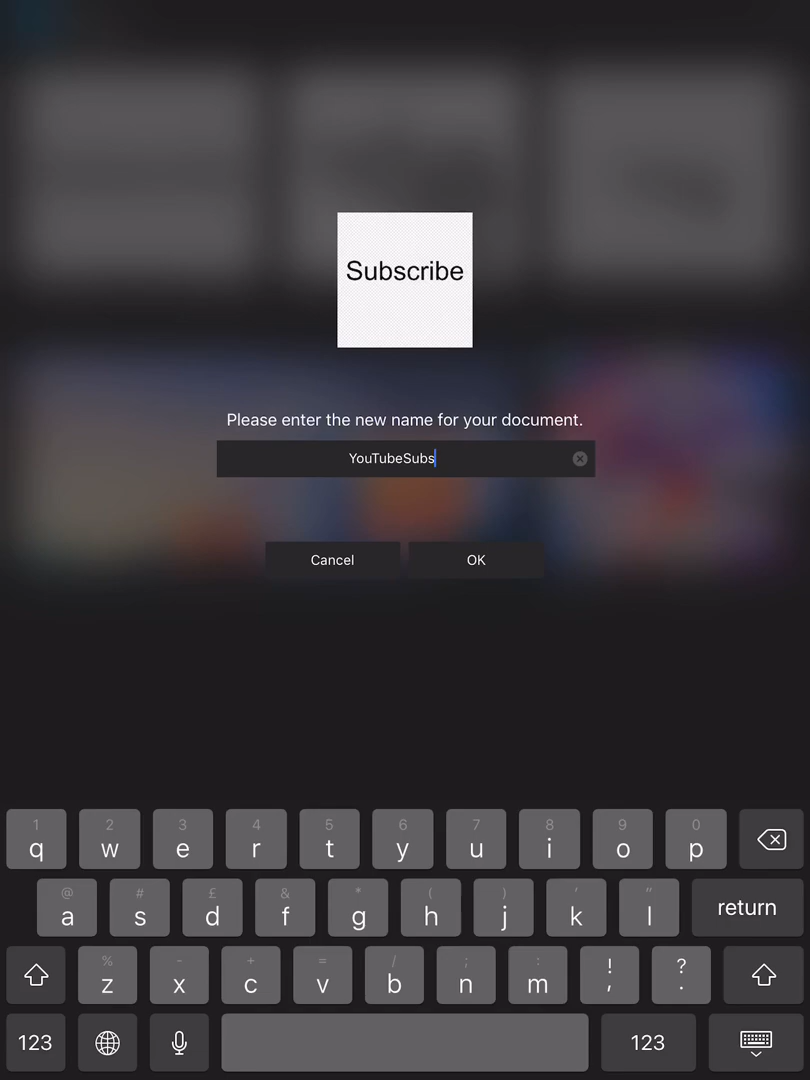 Subscribe
Please enter the new name for your document.
YouTubeSubs
Cancel OK
1 2 3 4 5 6 7 8 9 0
q w e r t y u i o p
@ # £ & * ( ) ' "
a s d f g h j k l return
% - + = / ; : ! ?
z x c v b n m , .
123 123